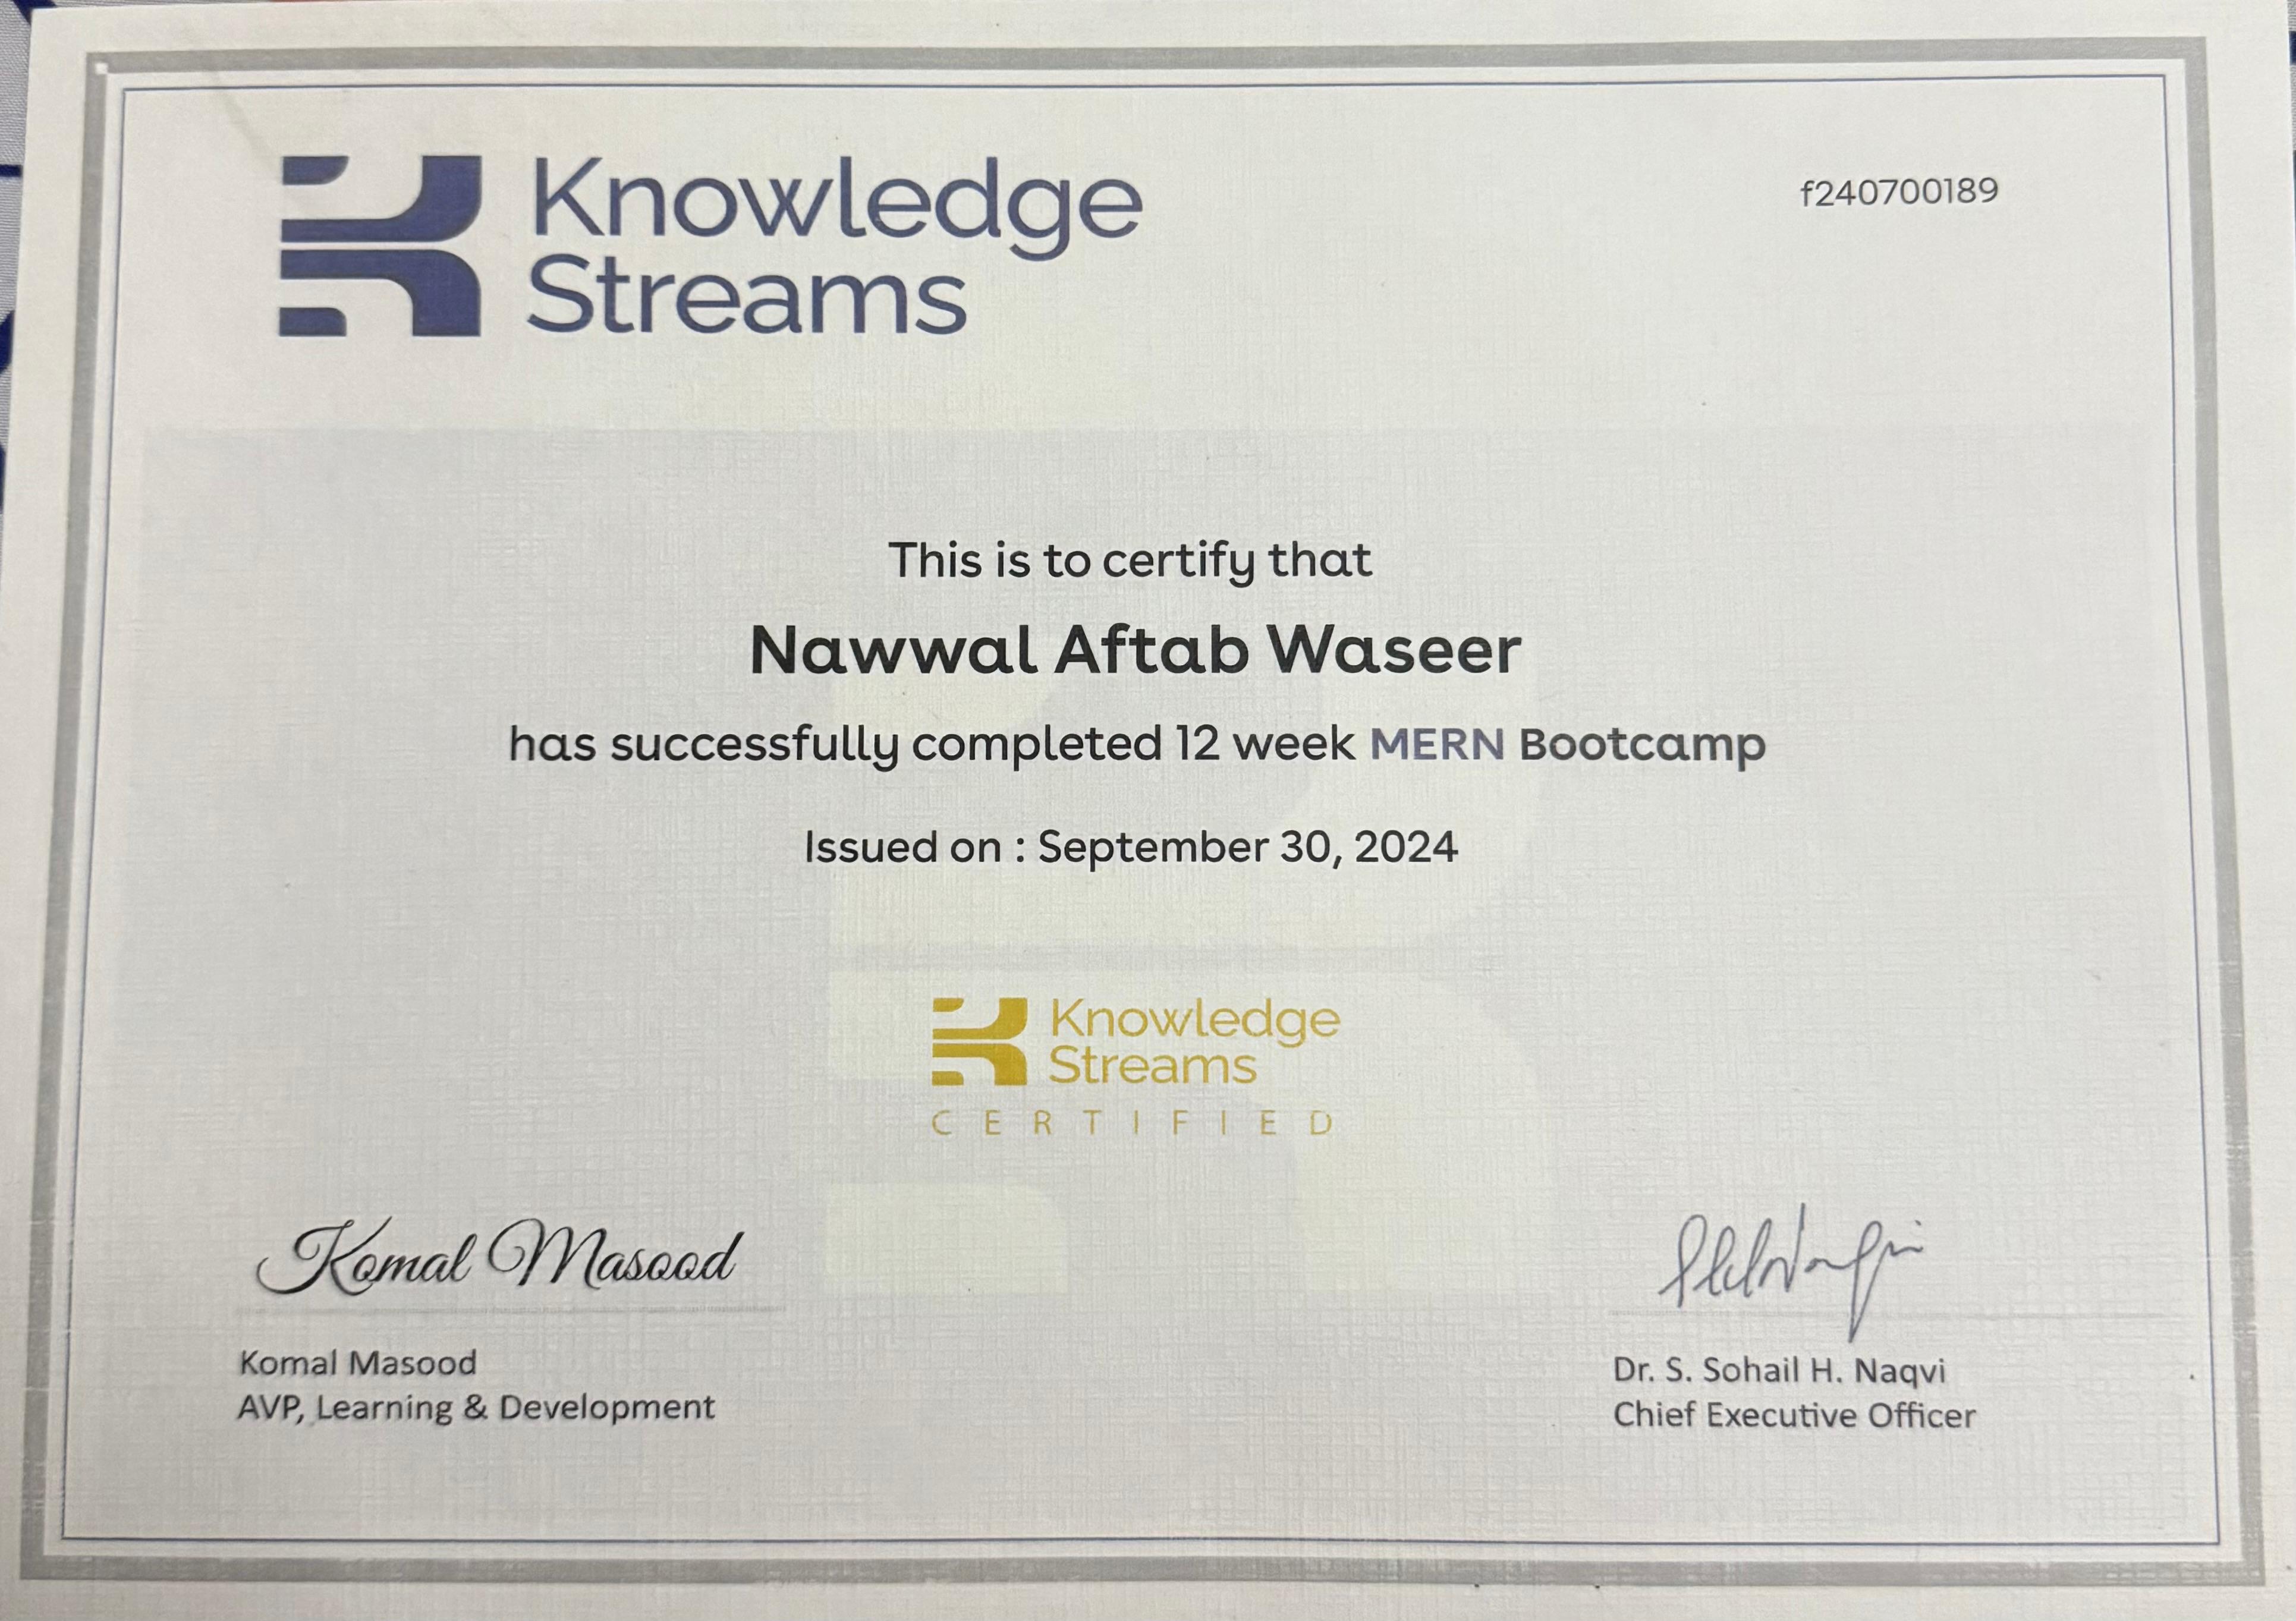 Knowledge
Streams
f240700189
This is to certify that
Nawwal Aftab Waseer
has successfully completed 12 week MERN Bootcamp
Issued on : September 30, 2024
Knowledge
Streams
CERTIFIED
Komal Masood
Komal Masood
AVP, Learning & Development
Dr. S. Sohail H. Naqvi
Chief Executive Officer